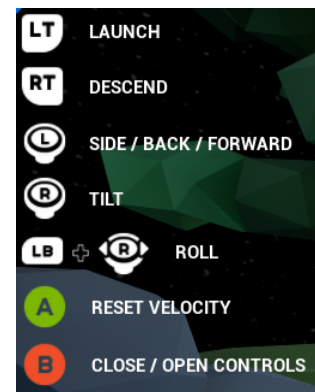 LT LAUNCH
RT DESCEND
L SIDE / BACK / FORWARD
R TILT
LB + R ROLL
A RESET VELOCITY
B CLOSE / OPEN CONTROLS